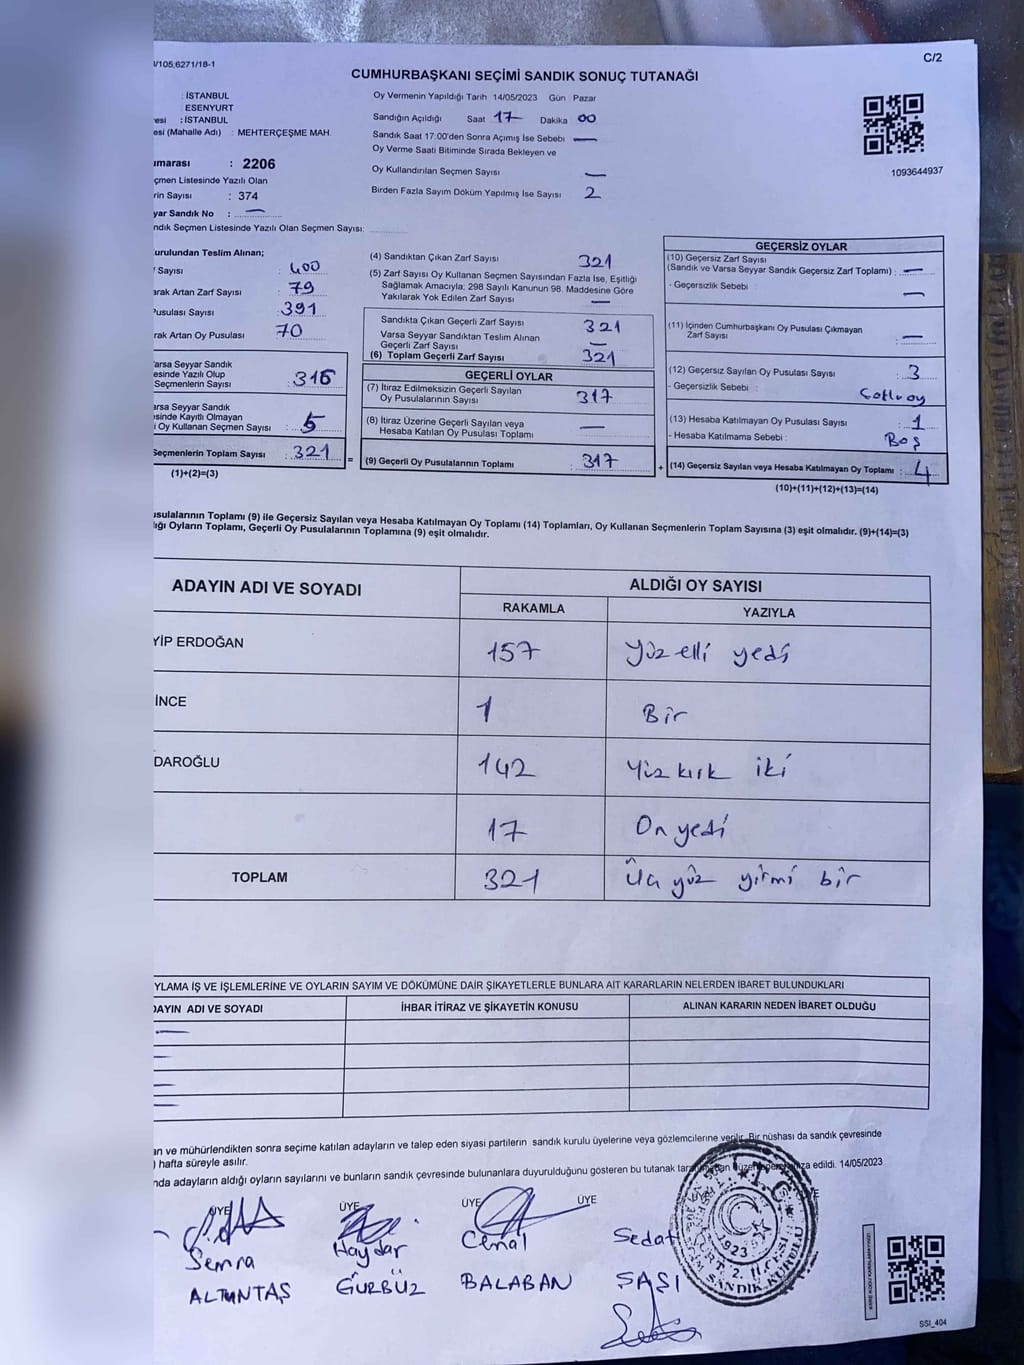 /105,6271/18-1
C/2
CUMHURBAŞKANI SEÇİMİ SANDIK SONUÇ TUTANAĞI
İSTANBUL
ESENYURT
esi : İSTANBUL
esi (Mahalle Adı) : MEHTERÇEŞME MAH.
umarası : 2206
çmen Listesinde Yazılı Olan
rin Sayısı : 374
yar Sandık No : —
ndık Seçmen Listesinde Yazılı Olan Seçmen Sayısı:
Oy Vermenin Yapıldığı Tarih 14/05/2023 Gün : Pazar
Sandığın Açıldığı Saat 17 Dakika 00
Sandık Saat 17:00'den Sonra Açımış İse Sebebi —
Oy Verme Saati Bitiminde Sırada Bekleyen ve
Oy Kullandırılan Seçmen Sayısı —
Birden Fazla Sayım Döküm Yapılmış İse Sayısı 2
1093644937
urulundan Teslim Alınan;
Sayısı : 400
arak Artan Zarf Sayısı : 79
usulası Sayısı : 391
rak Artan Oy Pusulası 70
arsa Seyyar Sandık
esinde Yazılı Olup
Seçmenlerin Sayısı : 316
arsa Seyyar Sandık
sinde Kayıtlı Olmayan
Oy Kullanan Seçmen Sayısı : 5
Seçmenlerin Toplam Sayısı : 321
(1)+(2)=(3)
(4) Sandıktan Çıkan Zarf Sayısı 321
(5) Zarf Sayısı Oy Kullanan Seçmen Sayısından Fazla İse, Eşitliği
Sağlamak Amacıyla; 298 Sayılı Kanunun 98. Maddesine Göre
Yakılarak Yok Edilen Zarf Sayısı —
Sandıkta Çıkan Geçerli Zarf Sayısı 321
Varsa Seyyar Sandıktan Teslim Alınan
Geçerli Zarf Sayısı —
(6) Toplam Geçerli Zarf Sayısı 321
GEÇERLİ OYLAR
(7) İtiraz Edilmeksizin Geçerli Sayılan
Oy Pusulalarının Sayısı : 317
(8) İtiraz Üzerine Geçerli Sayılan veya
Hesaba Katılan Oy Pusulası Toplamı : —
= (9) Geçerli Oy Pusulalarının Toplamı : 317
GEÇERSİZ OYLAR
(10) Geçersiz Zarf Sayısı
(Sandık ve Varsa Seyyar Sandık Geçersiz Zarf Toplamı) : —
- Geçersizlik Sebebi : —
(11) İçinden Cumhurbaşkanı Oy Pusulası Çıkmayan
Zarf Sayısı : —
(12) Geçersiz Sayılan Oy Pusulası Sayısı : 3
- Geçersizlik Sebebi :
(13) Hesaba Katılmayan Oy Pusulası Sayısı : 1
- Hesaba Katılmama Sebebi : Boş
+ (14) Geçersiz Sayılan veya Hesaba Katılmayan Oy Toplamı : 4
(10)+(11)+(12)+(13)=(14)
usulalarının Toplamı (9) ile Geçersiz Sayılan veya Hesaba Katılmayan Oy Toplamı (14) Toplamları, Oy Kullanan Seçmenlerin Toplam Sayısına (3) eşit olmalıdır. (9)+(14)=(3)
ığı Oyların Toplamı, Geçerli Oy Pusulalarının Toplamına (9) eşit olmalıdır.
ADAYIN ADI VE SOYADI ALDIĞI OY SAYISI
RAKAMLA YAZIYLA
YİP ERDOĞAN 157 Yüz elli yedi
İNCE 1 Bir
DAROĞLU 142 Yüz kırk iki
17 On yedi
TOPLAM 321 Üç yüz yirmi bir
YLAMA İŞ VE İŞLEMLERİNE VE OYLARIN SAYIM VE DÖKÜMÜNE DAİR ŞİKAYETLERLE BUNLARA AİT KARARLARIN NELERDEN İBARET BULUNDUKLARI
DAYIN ADI VE SOYADI İHBAR İTİRAZ VE ŞİKAYETİN KONUSU ALINAN KARARIN NEDEN İBARET OLDUĞU
an ve mühürlendikten sonra seçime katılan adayların ve talep eden siyasi partilerin sandık kurulu üyelerine veya gözlemcilerine verilir. Bir nüshası da sandık çevresinde
) hafta süreyle asılır.
nda adayların aldığı oyların sayılarını ve bunların sandık çevresinde bulunanlara duyurulduğunu gösteren bu tutanak edildi. 14/05/2023
ÜYE ÜYE ÜYE ÜYE
Semra Haydar Cemal Sedat
ALTUNTAŞ GÜRBÜZ BALABAN ŞAŞI
T.C.
1923
SANDIK KURULU
SSI_404